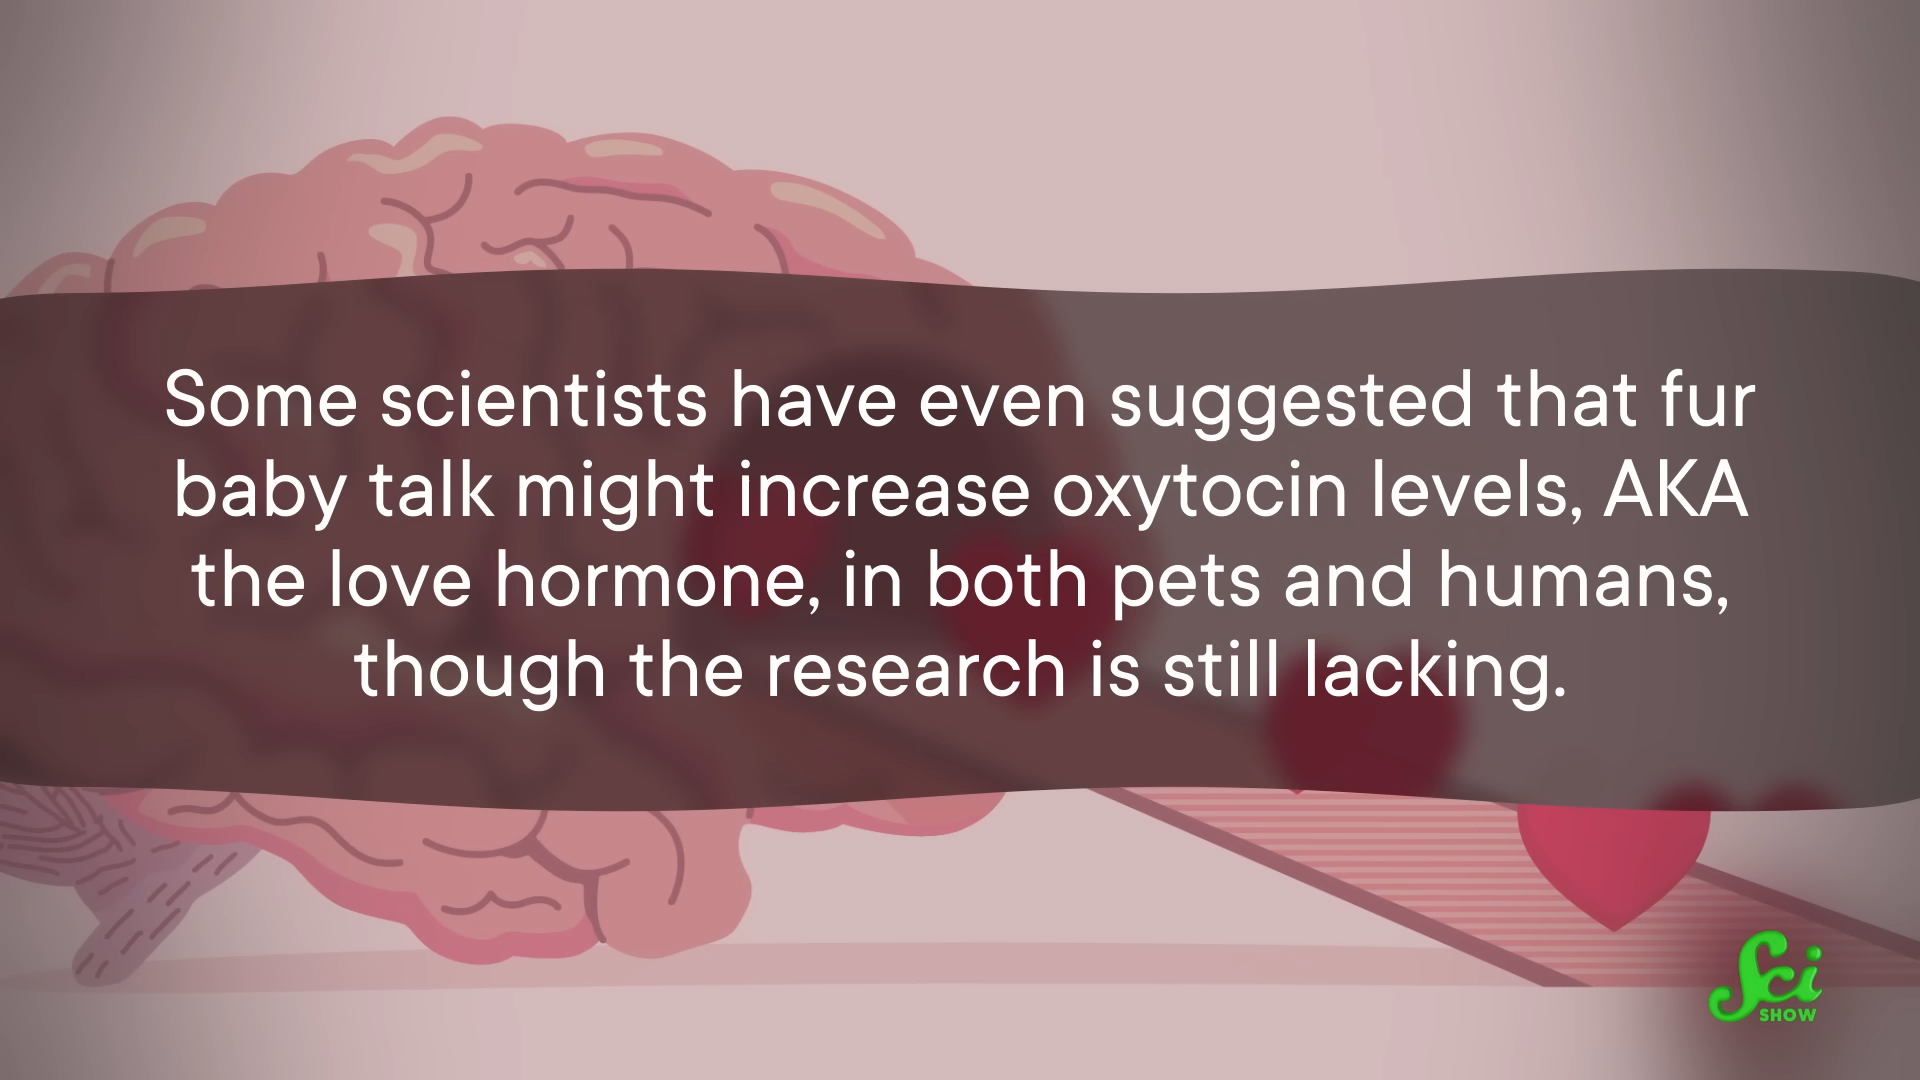 Some scientists have even suggested that fur
baby talk might increase oxytocin levels, AKA
the love hormone, in both pets and humans,
though the research is still lacking.
Sci
SHOW